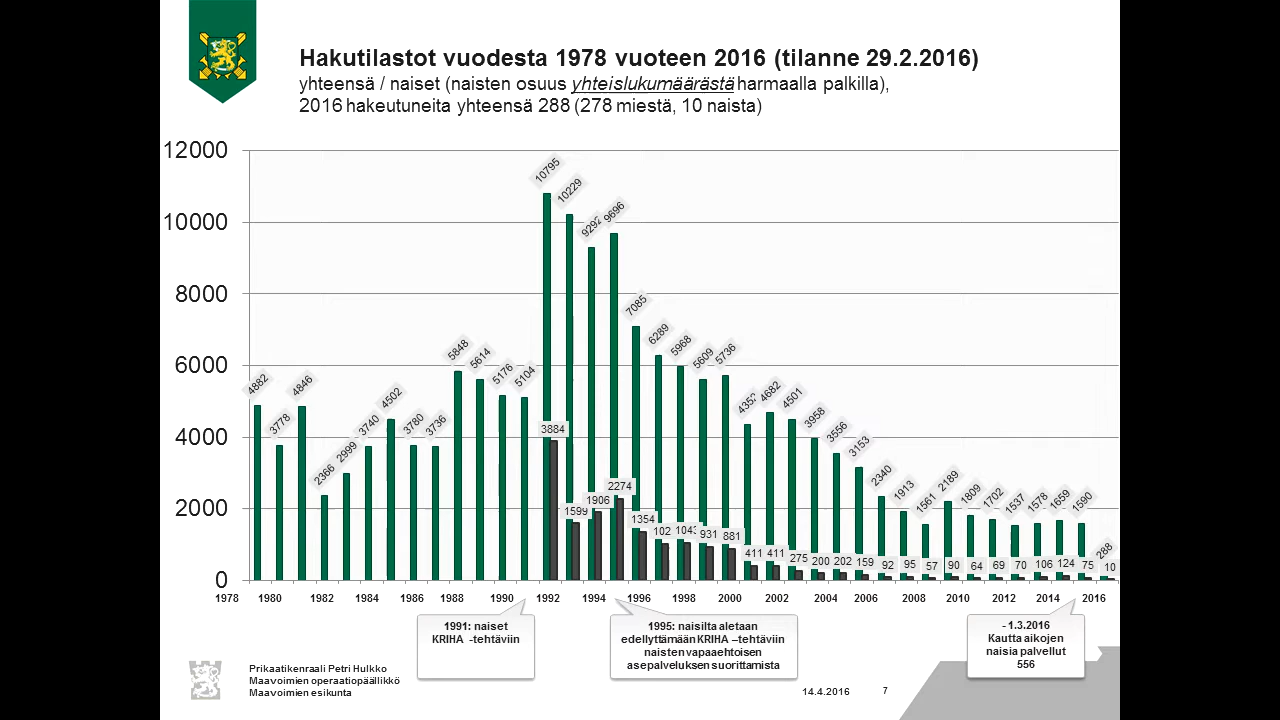 Hakutilastot vuodesta 1978 vuoteen 2016 (tilanne 29.2.2016)
yhteensä / naiset (naisten osuus yhteislukumäärästä harmaalla palkilla),
2016 hakeutuneita yhteensä 288 (278 miestä, 10 naista)
12000
10000
8000
6000
4000
2000
0
4882 3778 4846 2366 2999 3740 4502 3780 3736 5848 5614 5176 5104 10795 10229 9292 9696 7085 6289 5968 5609 5736 4352 4682 4501 3958 3556 3153 2340 1913 1561 2189 1809 1702 1537 1578 1659 1590 288
3884 1599 1906 2274 1354 102 1043 931 881 411 411 275 200 202 159 92 95 57 90 64 69 70 106 124 75 10
1978 1980 1982 1984 1986 1988 1990 1992 1994 1996 1998 2000 2002 2004 2006 2008 2010 2012 2014 2016
1991: naiset
KRIHA -tehtäviin
1995: naisilta aletaan
edellyttämään KRIHA –tehtäviin
naisten vapaaehtoisen
asepalveluksen suorittamista
- 1.3.2016
Kautta aikojen
naisia palvellut
556
Prikaatikenraali Petri Hulkko
Maavoimien operaatiopäällikkö
Maavoimien esikunta
14.4.2016
7